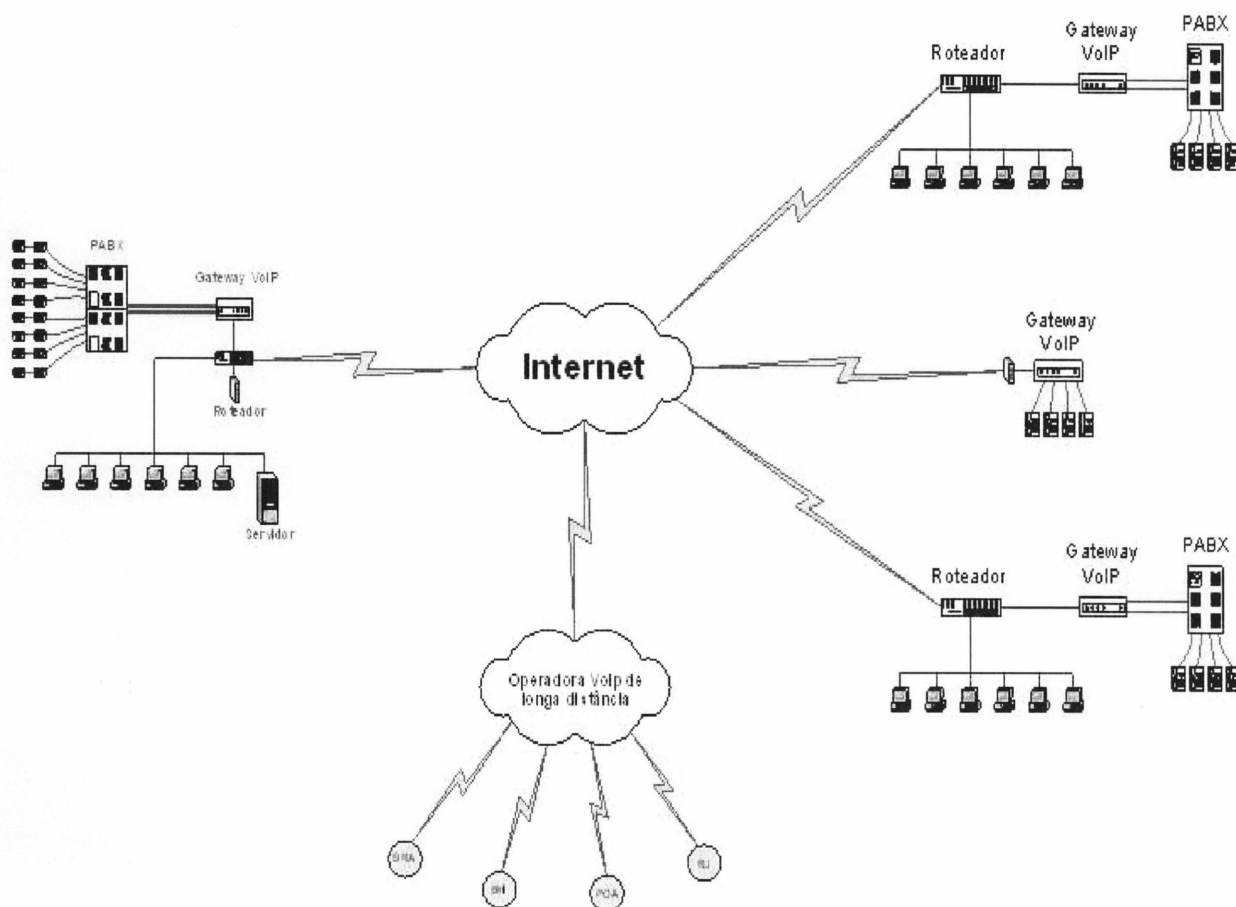 PABX
Gateway
VoIP
Roteador
PABX
Gateway VoIP
Roteador
Servidor
Internet
Gateway
VoIP
PABX
Gateway
VoIP
Roteador
Operadora VoIp de
longa distância
BH
POA
RJ